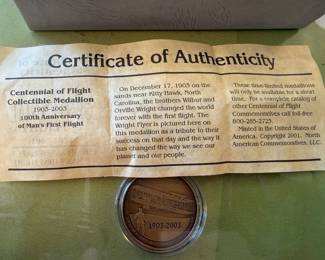 Certificate of Authenticity
Centennial of Flight
Collectible Medallion
1903-2003
100th Anniversary
of Man's First Flight
On December 17, 1903 on the
sands near Kitty Hawk, North
Carolina, the brothers Wilbur and
Orville Wright changed the world
forever with the first flight. The
Wright Flyer is pictured here on
this medallion as a tribute to their
success on that day and the way it
has changed the way we see our
planet and our people.
These time-limited medallions
will only be available for a short
time. For a complete catalog of
other Centennial of Flight
Commemoratives call toll-free
800-285-2725.
Minted in the United States of
America. Copyright 2001. North
American Commemoratives, LLC.
1903-2003